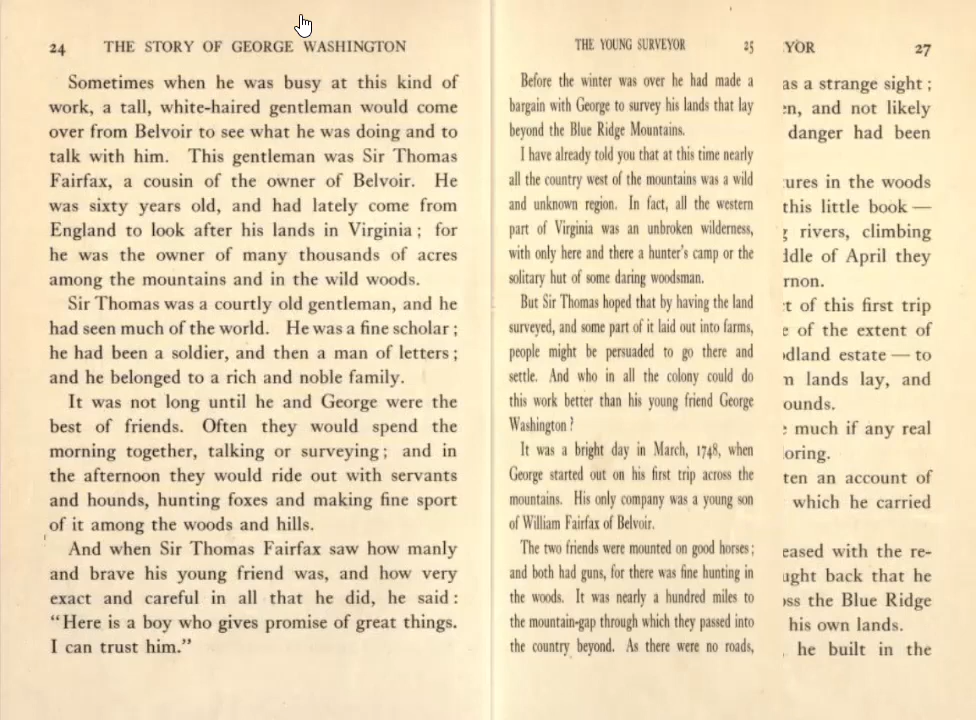 24 THE STORY OF GEORGE WASHINGTON
Sometimes when he was busy at this kind of
work, a tall, white-haired gentleman would come
over from Belvoir to see what he was doing and to
talk with him. This gentleman was Sir Thomas
Fairfax, a cousin of the owner of Belvoir. He
was sixty years old, and had lately come from
England to look after his lands in Virginia; for
he was the owner of many thousands of acres
among the mountains and in the wild woods.
Sir Thomas was a courtly old gentleman, and he
had seen much of the world. He was a fine scholar;
he had been a soldier, and then a man of letters;
and he belonged to a rich and noble family.
It was not long until he and George were the
best of friends. Often they would spend the
morning together, talking or surveying; and in
the afternoon they would ride out with servants
and hounds, hunting foxes and making fine sport
of it among the woods and hills.
And when Sir Thomas Fairfax saw how manly
and brave his young friend was, and how very
exact and careful in all that he did, he said:
"Here is a boy who gives promise of great things.
I can trust him."
THE YOUNG SURVEYOR 25
Before the winter was over he had made a
bargain with George to survey his lands that lay
beyond the Blue Ridge Mountains.
I have already told you that at this time nearly
all the country west of the mountains was a wild
and unknown region. In fact, all the western
part of Virginia was an unbroken wilderness,
with only here and there a hunter's camp or the
solitary hut of some daring woodsman.
But Sir Thomas hoped that by having the land
surveyed, and some part of it laid out into farms,
people might be persuaded to go there and
settle. And who in all the colony could do
this work better than his young friend George
Washington?
It was a bright day in March, 1748, when
George started out on his first trip across the
mountains. His only company was a young son
of William Fairfax of Belvoir.
The two friends were mounted on good horses;
and both had guns, for there was fine hunting in
the woods. It was nearly a hundred miles to
the mountain-gap through which they passed into
the country beyond. As there were no roads,
YOR 27
as a strange sight;
en, and not likely
danger had been
ures in the woods
this little book—
rivers, climbing
ddle of April they
rnon.
t of this first trip
e of the extent of
dland estate—to
n lands lay, and
ounds.
much if any real
oring.
ten an account of
which he carried
eased with the re-
ught back that he
oss the Blue Ridge
his own lands.
he built in the